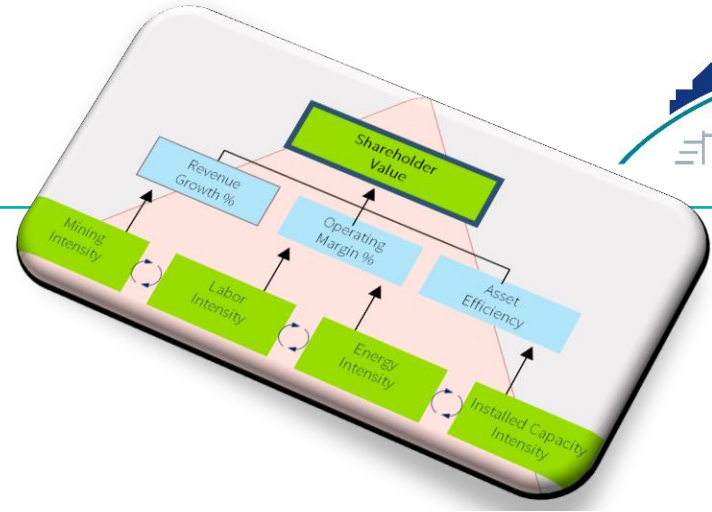 Shareholder
Value
Revenue
Growth %
Operating
Margin %
Asset
Efficiency
Mining
Intensity
Labor
Intensity
Energy
Intensity
Installed Capacity
Intensity